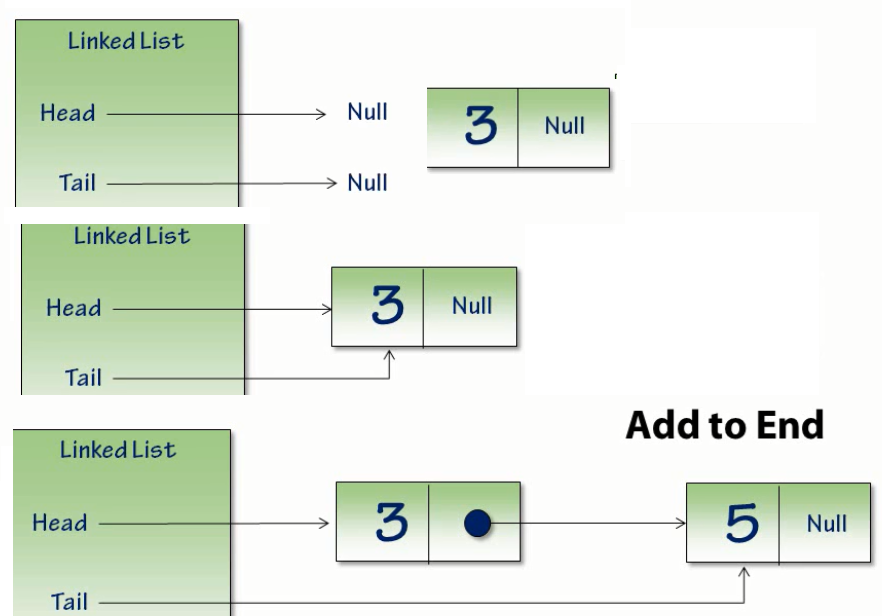 Linked List
Head Null
3 Null
Tail Null
Linked List
Head
3 Null
Tail
Add to End
Linked List
Head
3
5 Null
Tail